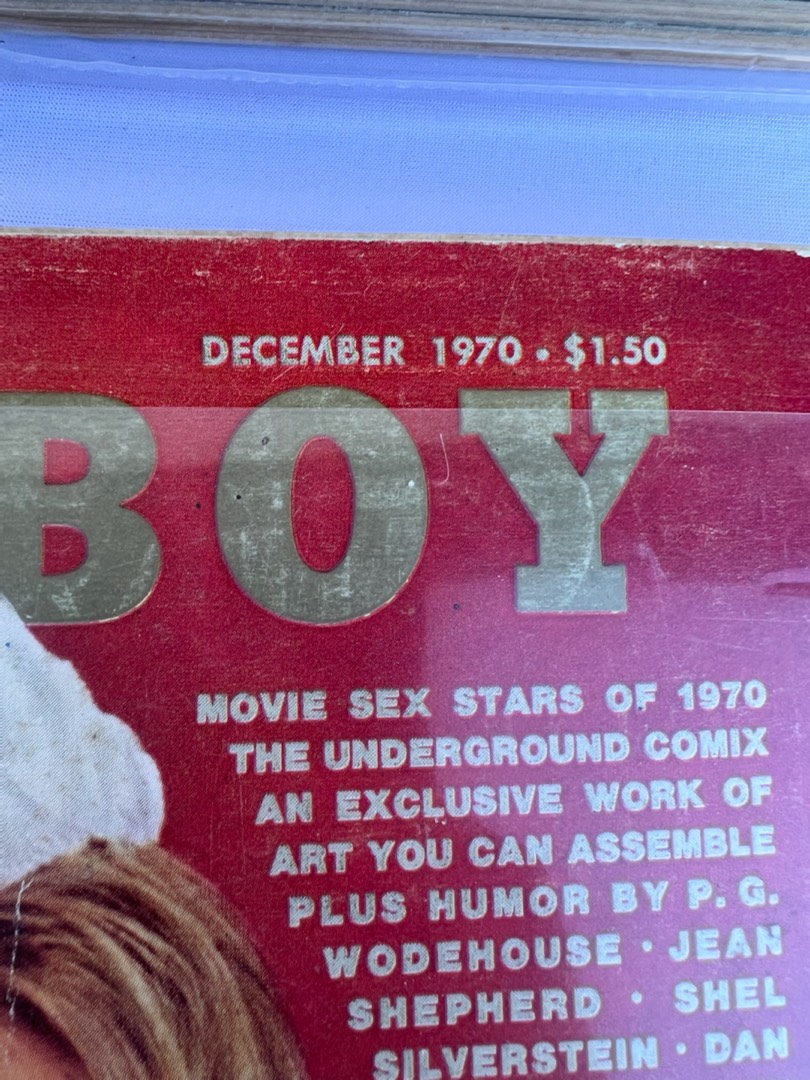 DECEMBER 1970 • $1.50
BOY
MOVIE SEX STARS OF 1970
THE UNDERGROUND COMIX
AN EXCLUSIVE WORK OF
ART YOU CAN ASSEMBLE
PLUS HUMOR BY P. G.
WODEHOUSE • JEAN
SHEPHERD • SHEL
SILVERSTEIN • DAN